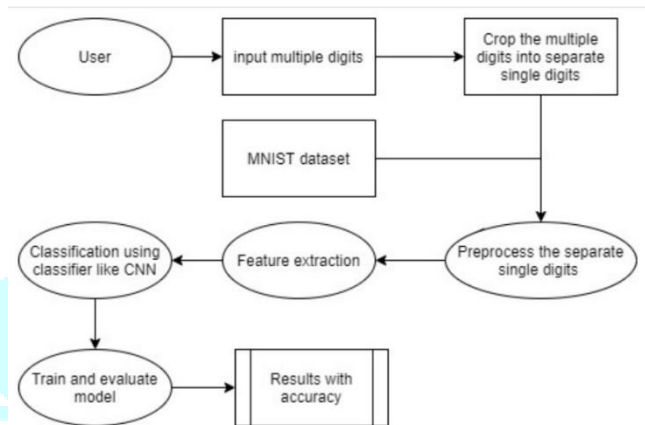 User
input multiple digits
Crop the multiple
digits into separate
single digits
MNIST dataset
Classification using
classifier like CNN
Feature extraction
Preprocess the separate
single digits
Train and evaluate
model
Results with
accuracy